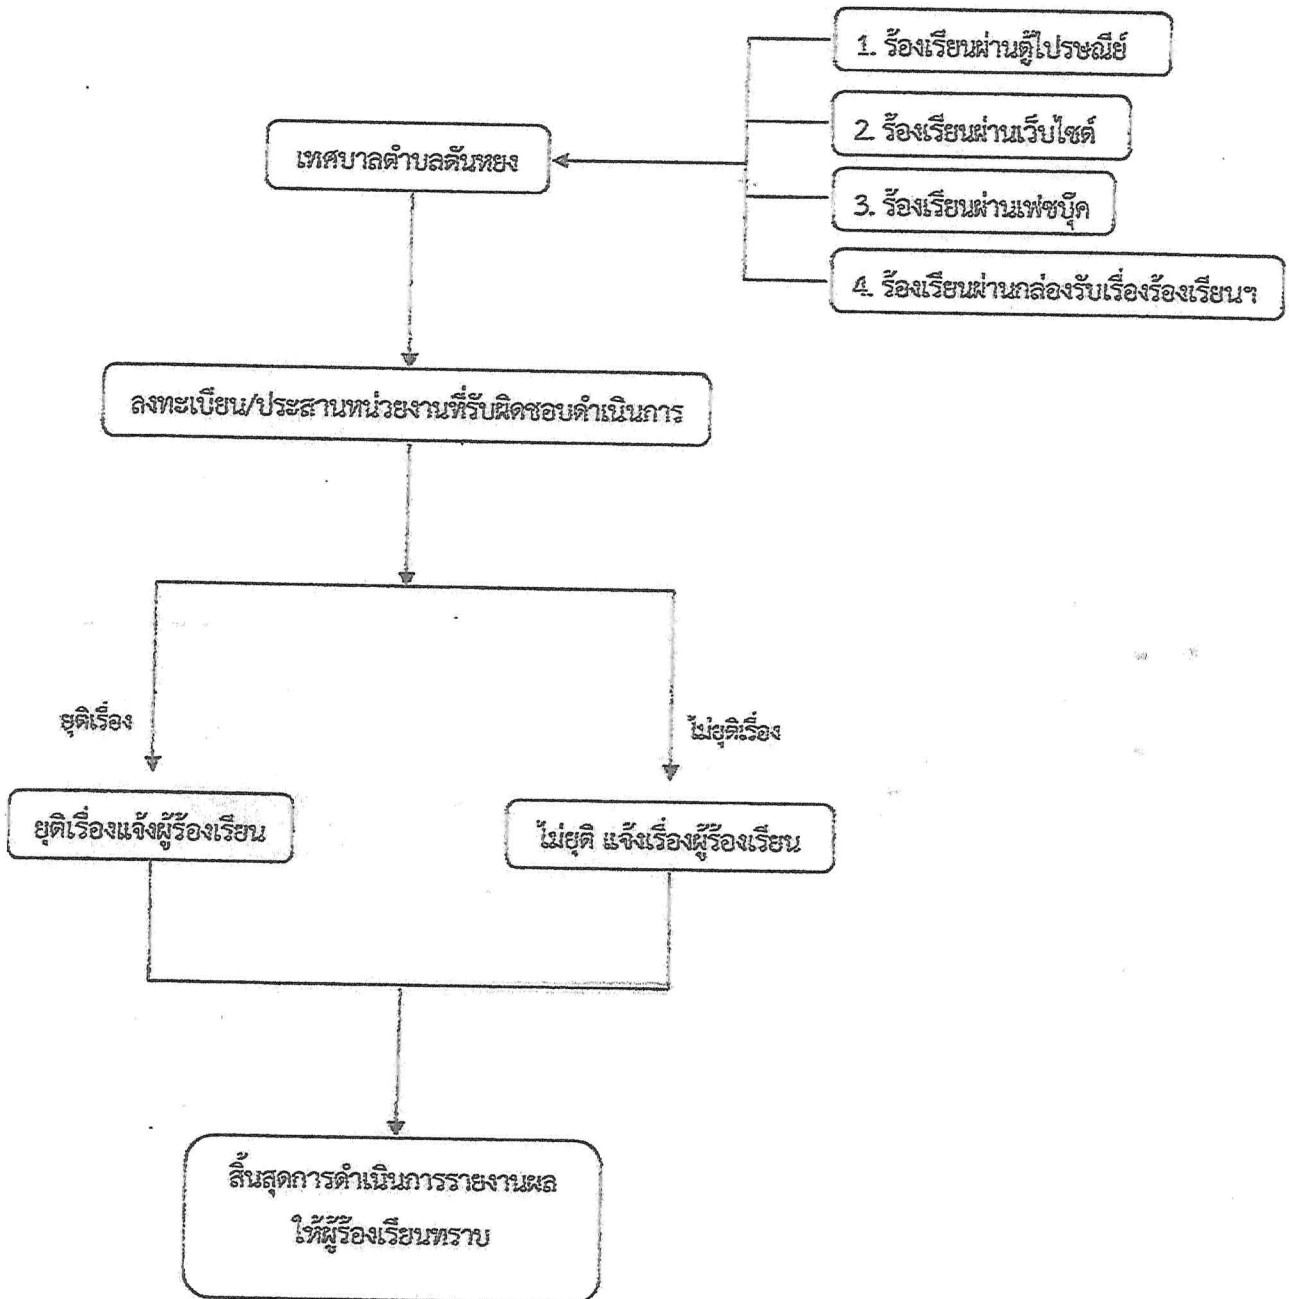 1. ร้องเรียนผ่านตู้ไปรษณีย์
2. ร้องเรียนผ่านเว็บไซต์
เทศบาลตำบลตันหยง
3. ร้องเรียนผ่านเฟซบุ๊ค
4. ร้องเรียนผ่านกล่องรับเรื่องร้องเรียนฯ
ลงทะเบียน/ประสานหน่วยงานที่รับผิดชอบดำเนินการ
ยุติเรื่อง
ไม่ยุติเรื่อง
ยุติเรื่องแจ้งผู้ร้องเรียน
ไม่ยุติ แจ้งเรื่องผู้ร้องเรียน
สิ้นสุดการดำเนินการรายงานผล
ให้ผู้ร้องเรียนทราบ